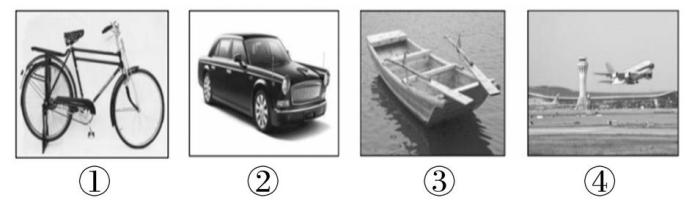 ① ② ③ ④